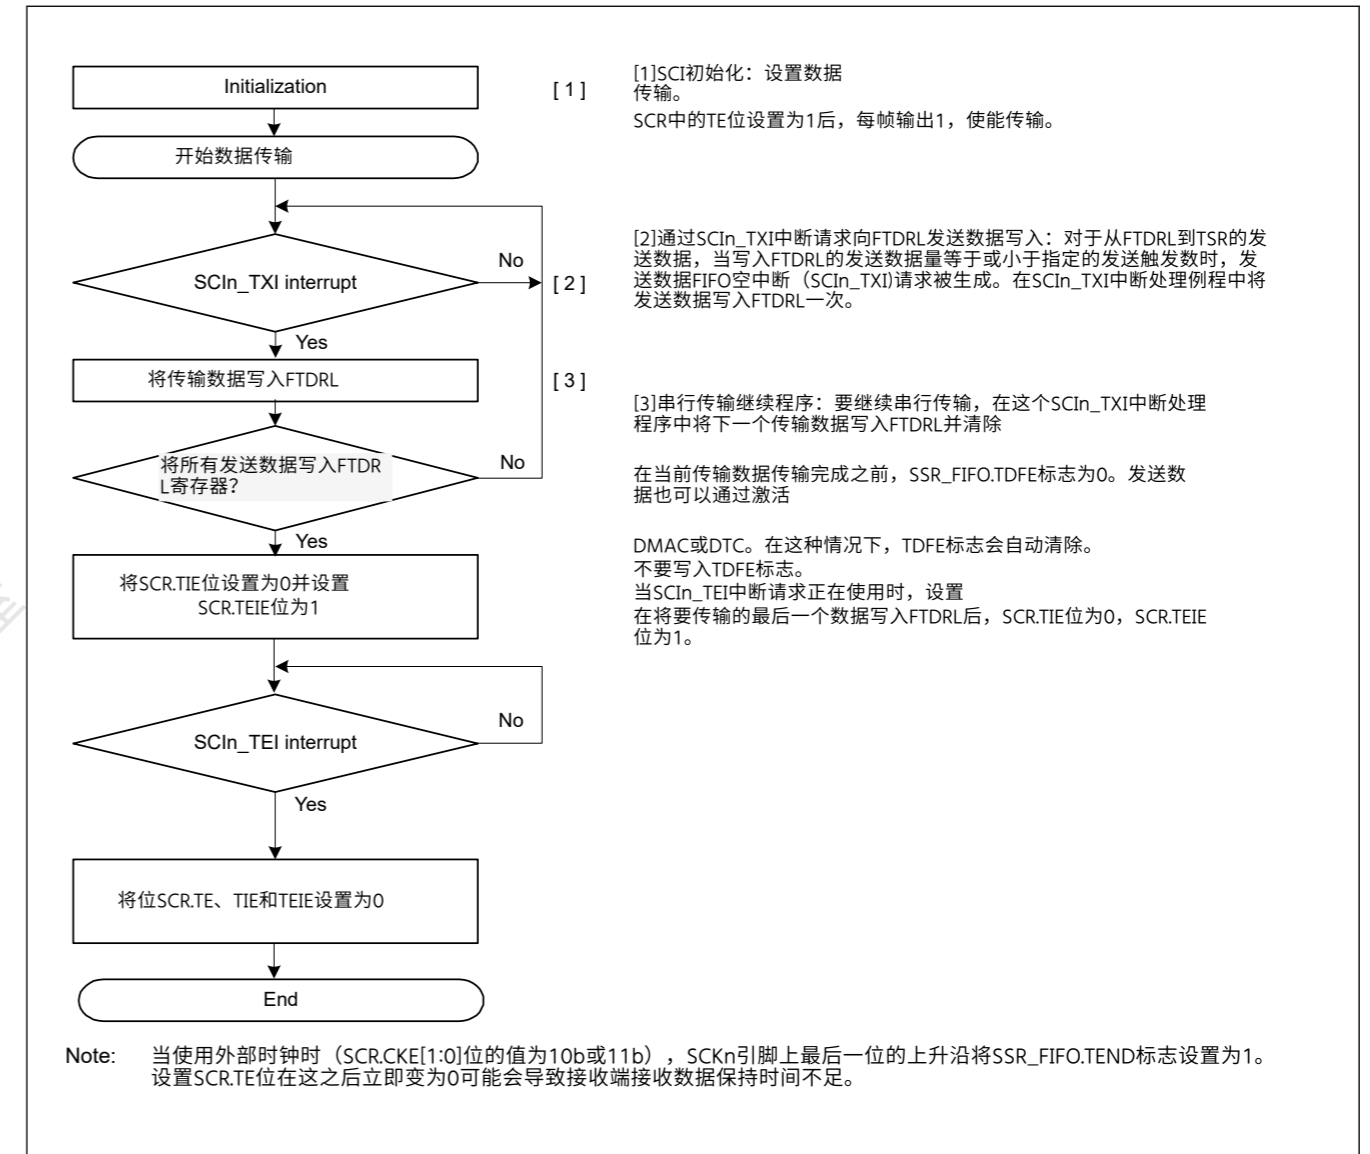 Initialization
[ 1 ]
[1]SCI初始化：设置数据
传输。
SCR中的TE位设置为1后，每帧输出1，使能传输。
开始数据传输
SCIn_TXI interrupt
No
[ 2 ]
[2]通过SCIn_TXI中断请求向FTDRL发送数据写入：对于从FTDRL到TSR的发
送数据，当写入FTDRL的发送数据量等于或小于指定的发送触发数时，发
送数据FIFO空中断（SCIn_TXI)请求被生成。在SCIn_TXI中断处理例程中将
发送数据写入FTDRL一次。
Yes
将传输数据写入FTDRL
[ 3 ]
[3]串行传输继续程序：要继续串行传输，在这个SCIn_TXI中断处理
程序中将下一个传输数据写入FTDRL并清除
将所有发送数据写入FTDR
L寄存器？
No
在当前传输数据传输完成之前，SSR_FIFO.TDFE标志为0。发送数
据也可以通过激活
Yes
DMAC或DTC。在这种情况下，TDFE标志会自动清除。
不要写入TDFE标志。
当SCIn_TEI中断请求正在使用时，设置
在将要传输的最后一个数据写入FTDRL后，SCR.TIE位为0，SCR.TEIE
位为1。
将SCR.TIE位设置为0并设置
SCR.TEIE位为1
SCIn_TEI interrupt
No
Yes
将位SCR.TE、TIE和TEIE设置为0
End
Note:
当使用外部时钟时（SCR.CKE[1:0]位的值为10b或11b），SCKn引脚上最后一位的上升沿将SSR_FIFO.TEND标志设置为1。
设置SCR.TE位在这之后立即变为0可能会导致接收端接收数据保持时间不足。